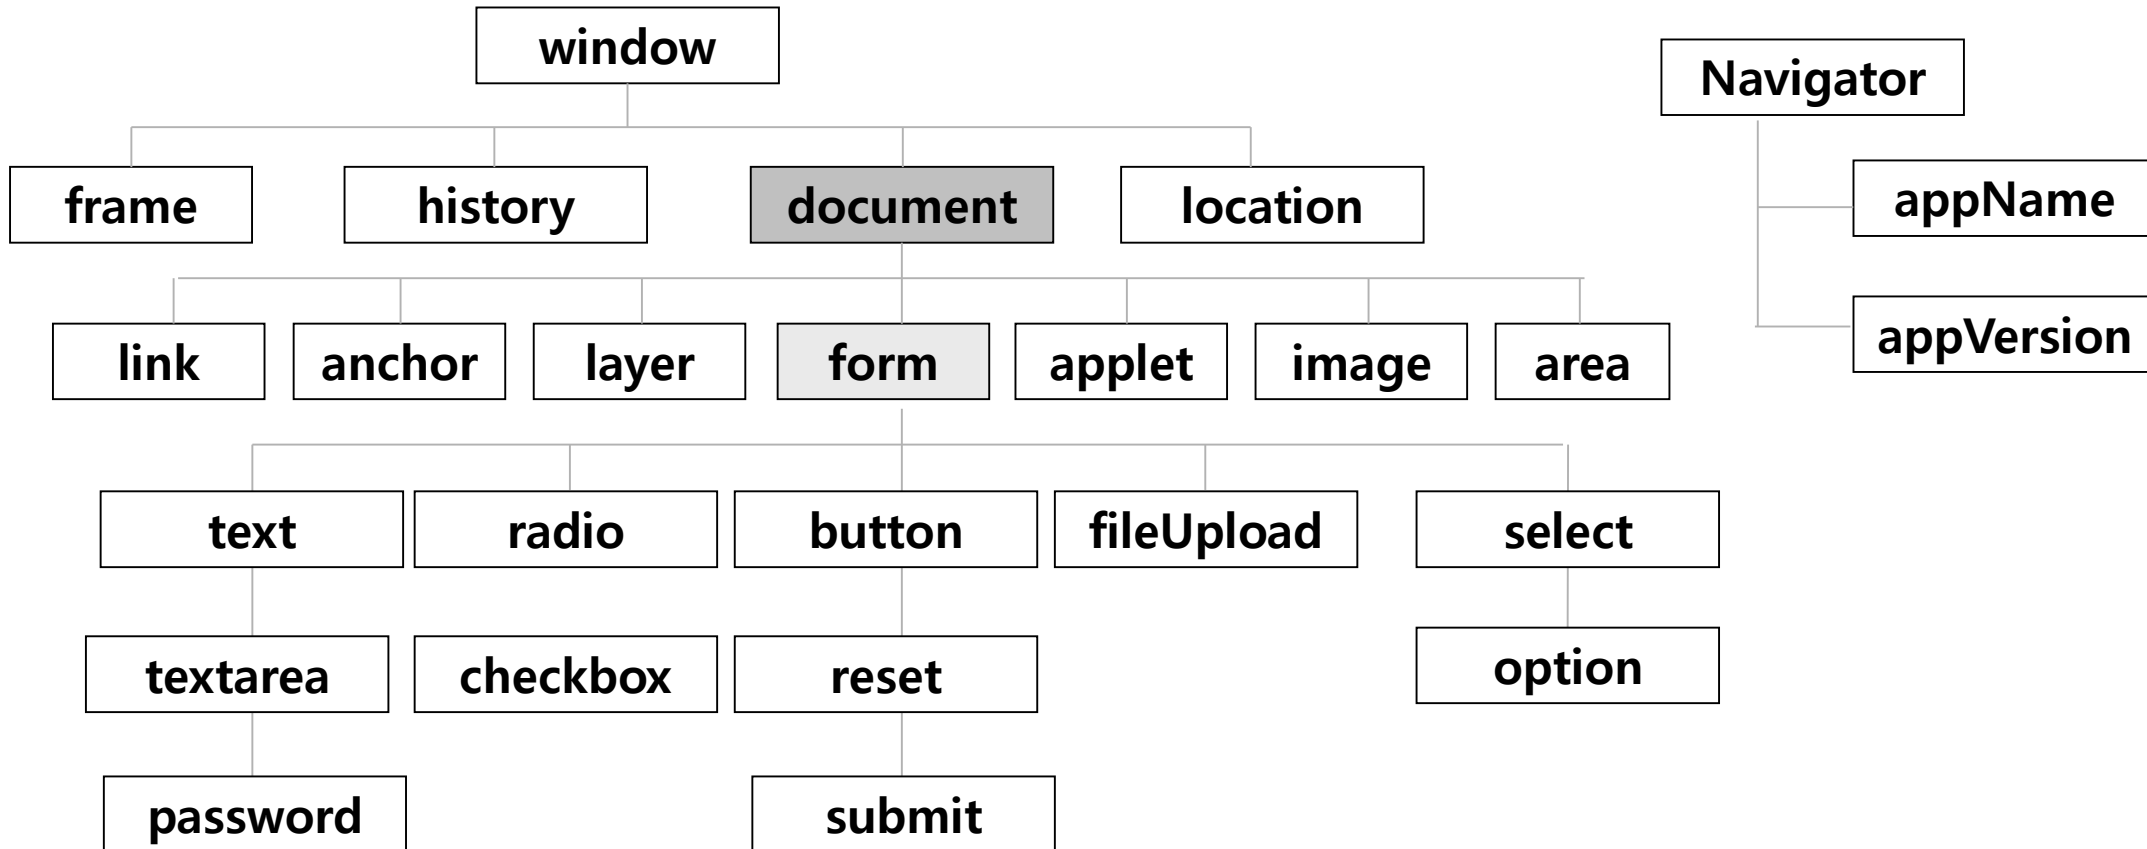 window
Navigator
frame
history
document
location
appName
appVersion
link
anchor
layer
form
applet
image
area
text
radio
button
fileUpload
select
textarea
checkbox
reset
option
password
submit